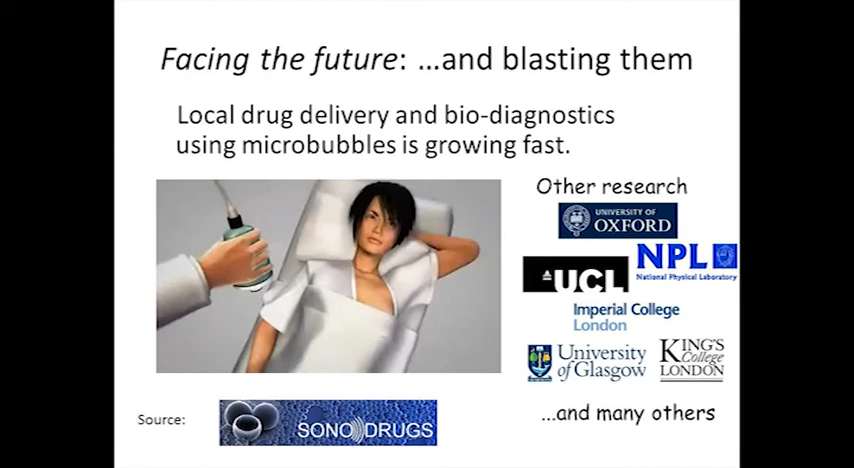 Facing the future: ...and blasting them
Local drug delivery and bio-diagnostics
using microbubbles is growing fast.
Other research
UNIVERSITY OF
OXFORD
UCL
NPL
National Physical Laboratory
Imperial College
London
University
of Glasgow
KING'S
College
LONDON
...and many others
Source:
SONODRUGS